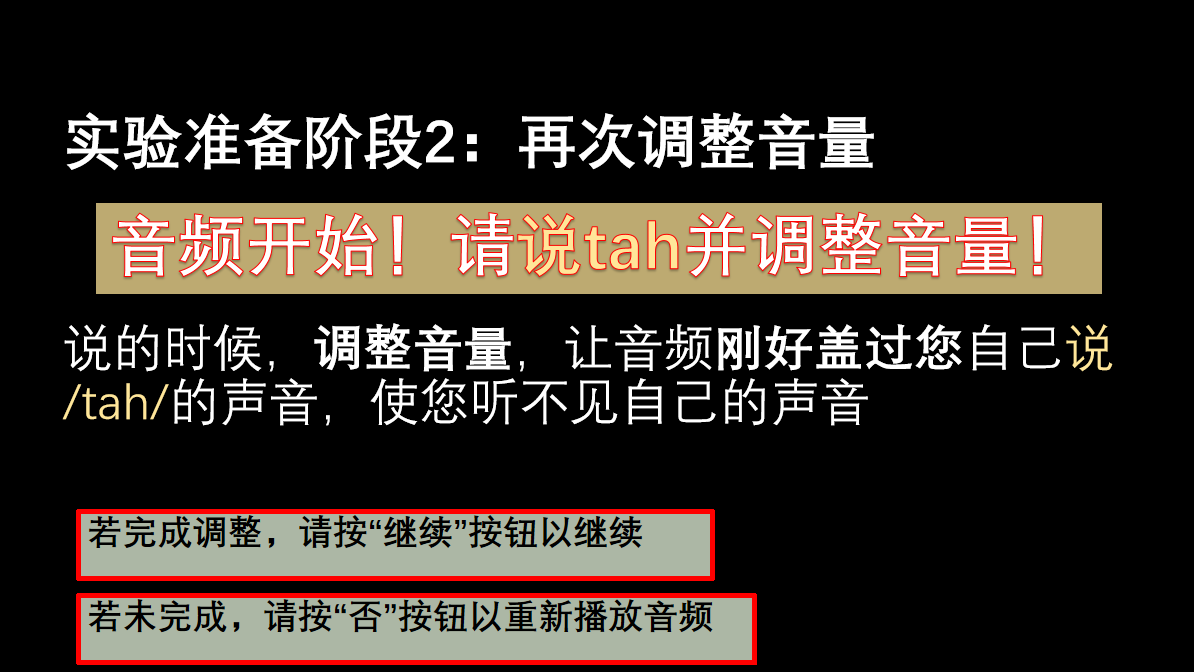 实验准备阶段2：再次调整音量
音频开始！请说tah并调整音量！
说的时候，调整音量，让音频刚好盖过您自己说
/tah/的声音，使您听不见自己的声音
若完成调整，请按“继续”按钮以继续
若未完成，请按“否”按钮以重新播放音频